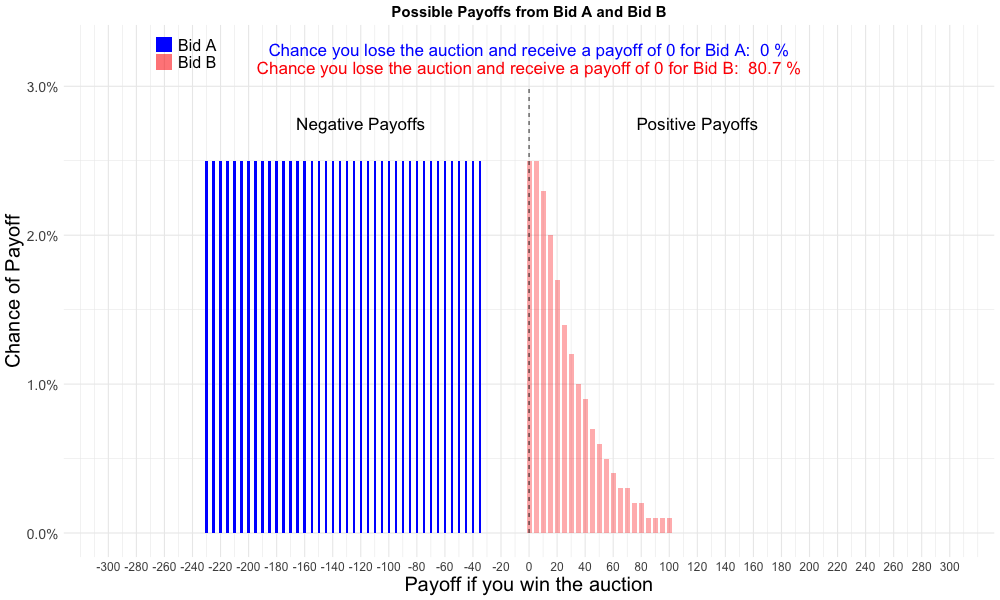 Possible Payoffs from Bid A and Bid B
Bid A
Bid B
Chance you lose the auction and receive a payoff of 0 for Bid A:  0 %
Chance you lose the auction and receive a payoff of 0 for Bid B:  80.7 %
Negative Payoffs
Positive Payoffs
Chance of Payoff
3.0%
2.0%
1.0%
0.0%
-300 -280 -260 -240 -220 -200 -180 -160 -140 -120 -100 -80 -60 -40 -20 0 20 40 60 80 100 120 140 160 180 200 220 240 260 280 300
Payoff if you win the auction